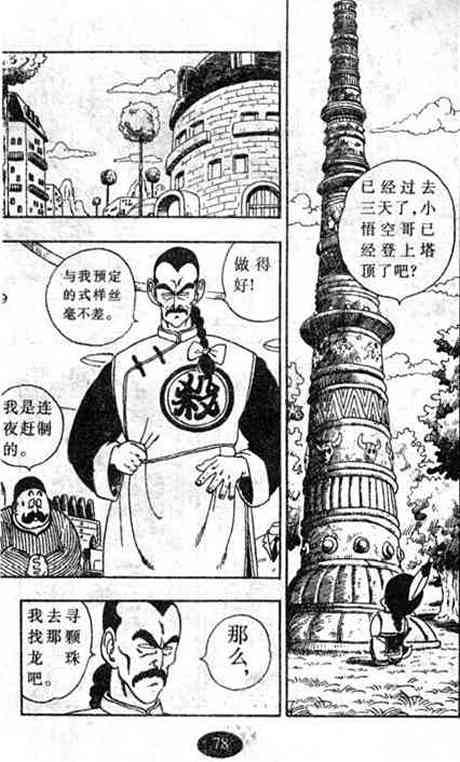 已经过去
三天了,小
悟空哥已
经登上塔
顶了吧?
做得
好!
与我预定
的式样丝
毫不差。
殺
我是连
夜赶制
的。
那么,
我去寻
找那颗
龙珠
吧。
78